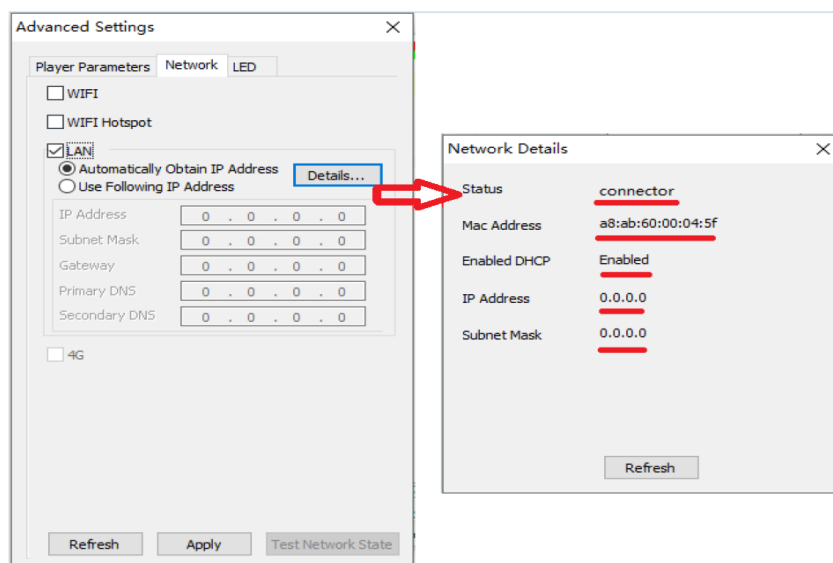 Advanced Settings
Player Parameters Network LED
WIFI
WIFI Hotspot
LAN
Automatically Obtain IP Address
Details...
Use Following IP Address
IP Address 0 . 0 . 0 . 0
Subnet Mask 0 . 0 . 0 . 0
Gateway 0 . 0 . 0 . 0
Primary DNS 0 . 0 . 0 . 0
Secondary DNS 0 . 0 . 0 . 0
4G
Refresh Apply Test Network State
Network Details
Status connector
Mac Address a8:ab:60:00:04:5f
Enabled DHCP Enabled
IP Address 0.0.0.0
Subnet Mask 0.0.0.0
Refresh